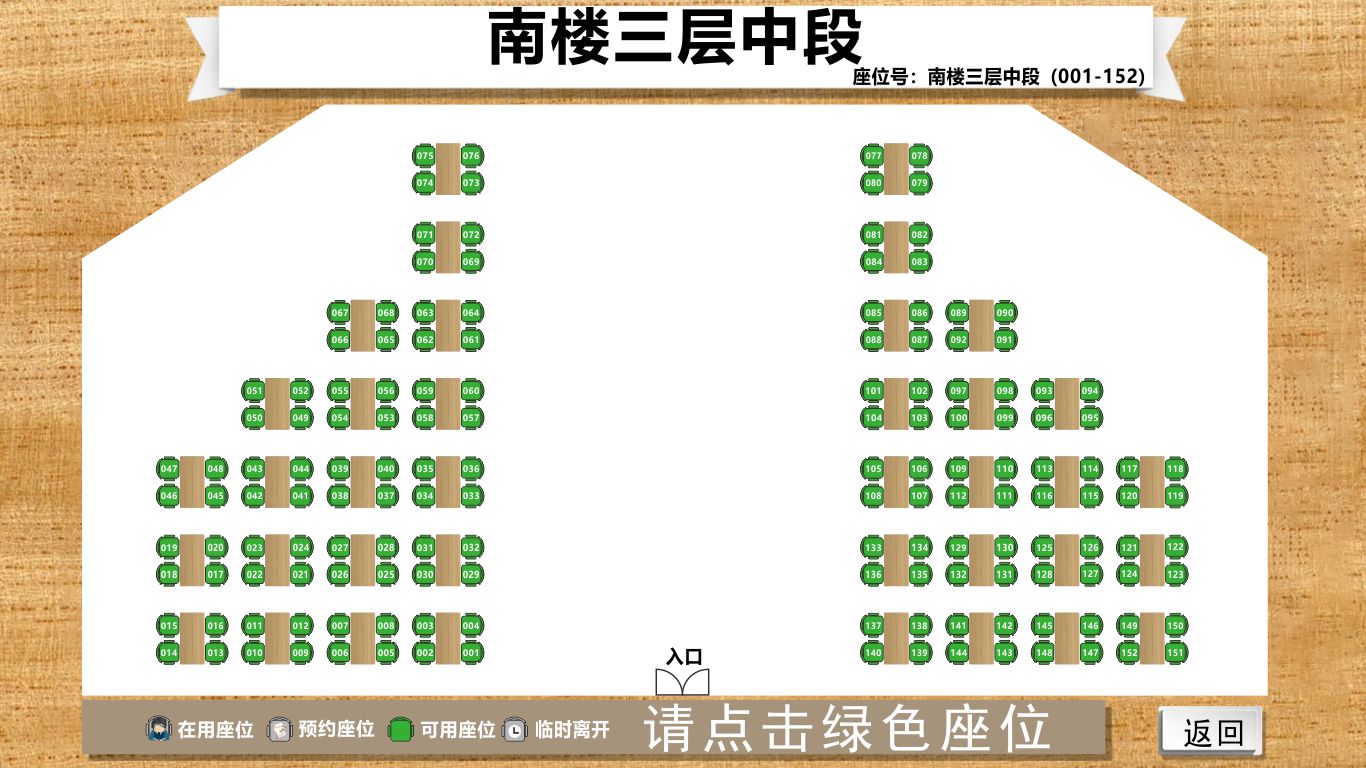 南楼三层中段
座位号：南楼三层中段 (001-152)
075 076 077 078
074 073 080 079
071 072 081 082
070 069 084 083
067 068 063 064 085 086 089 090
066 065 062 061 088 087 092 091
051 052 055 056 059 060 101 102 097 098 093 094
050 049 054 053 058 057 104 103 100 099 096 095
047 048 043 044 039 040 035 036 105 106 109 110 113 114 117 118
046 045 042 041 038 037 034 033 108 107 112 111 116 115 120 119
019 020 023 024 027 028 031 032 133 134 129 130 125 126 121 122
018 017 022 021 026 025 030 029 136 135 132 131 128 127 124 123
015 016 011 012 007 008 003 004 137 138 141 142 145 146 149 150
014 013 010 009 006 005 002 001 140 139 144 143 148 147 152 151
入口
在用座位 预约座位 可用座位 临时离开 请点击绿色座位 返回